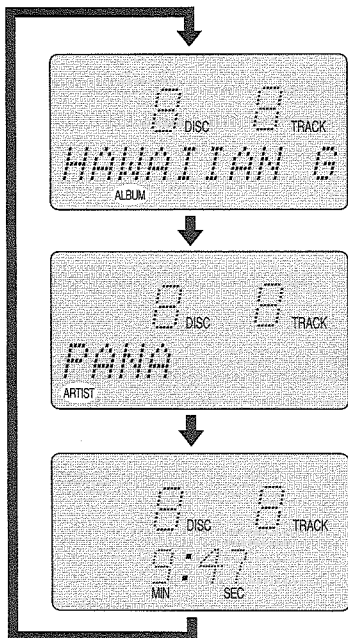 8 DISC 8 TRACK
HAWAIIAN G
ALBUM
8 DISC 8 TRACK
PANA
ARTIST
8 DISC 8 TRACK
9:47
MIN SEC